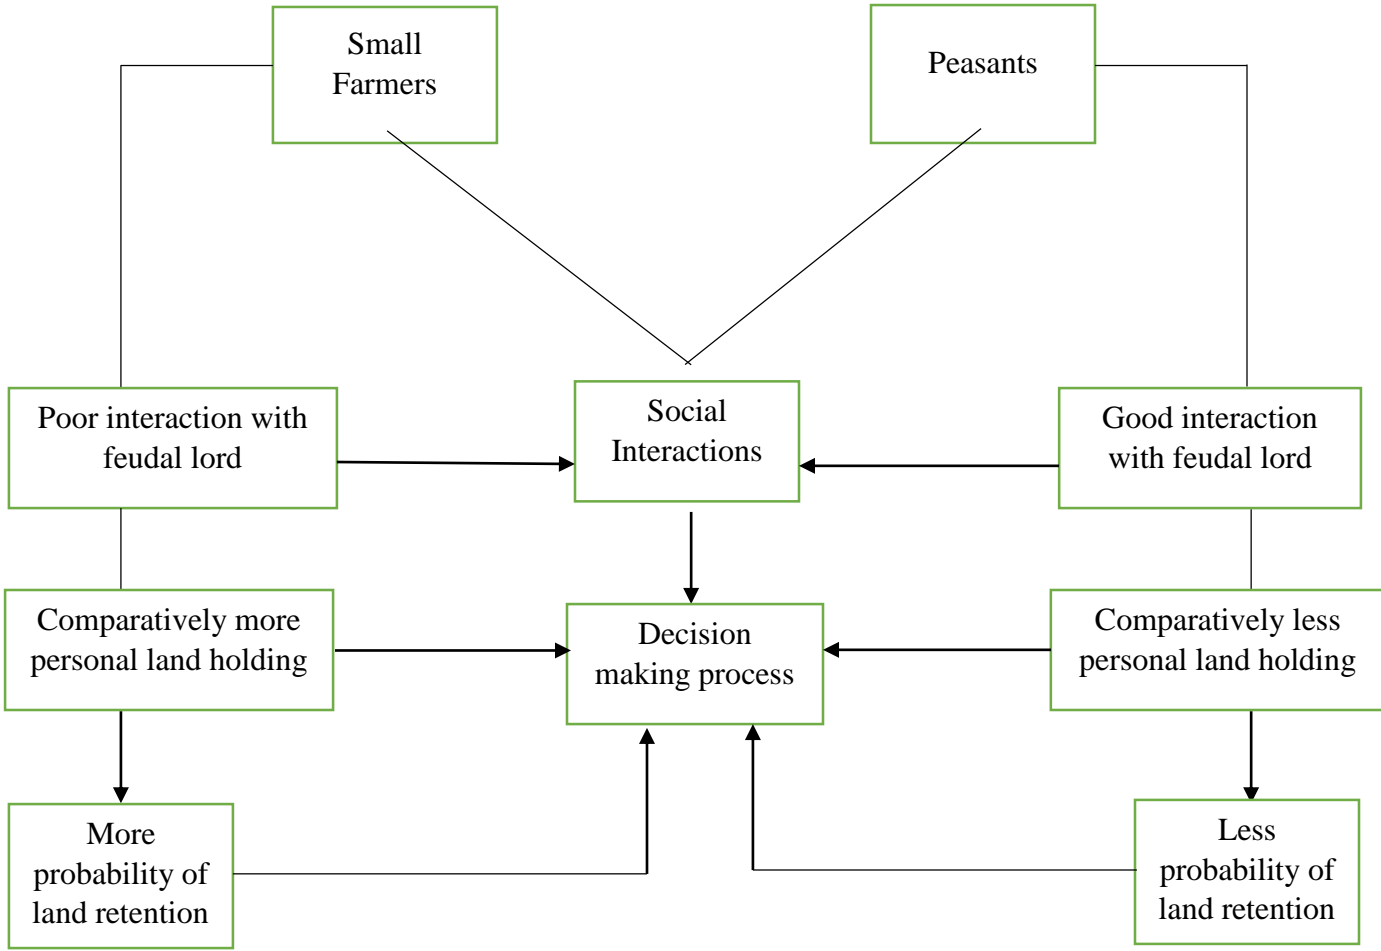 Small
Farmers
Peasants
Poor interaction with
feudal lord
Social
Interactions
Good interaction
with feudal lord
Comparatively more
personal land holding
Decision
making process
Comparatively less
personal land holding
More
probability of
land retention
Less
probability of
land retention